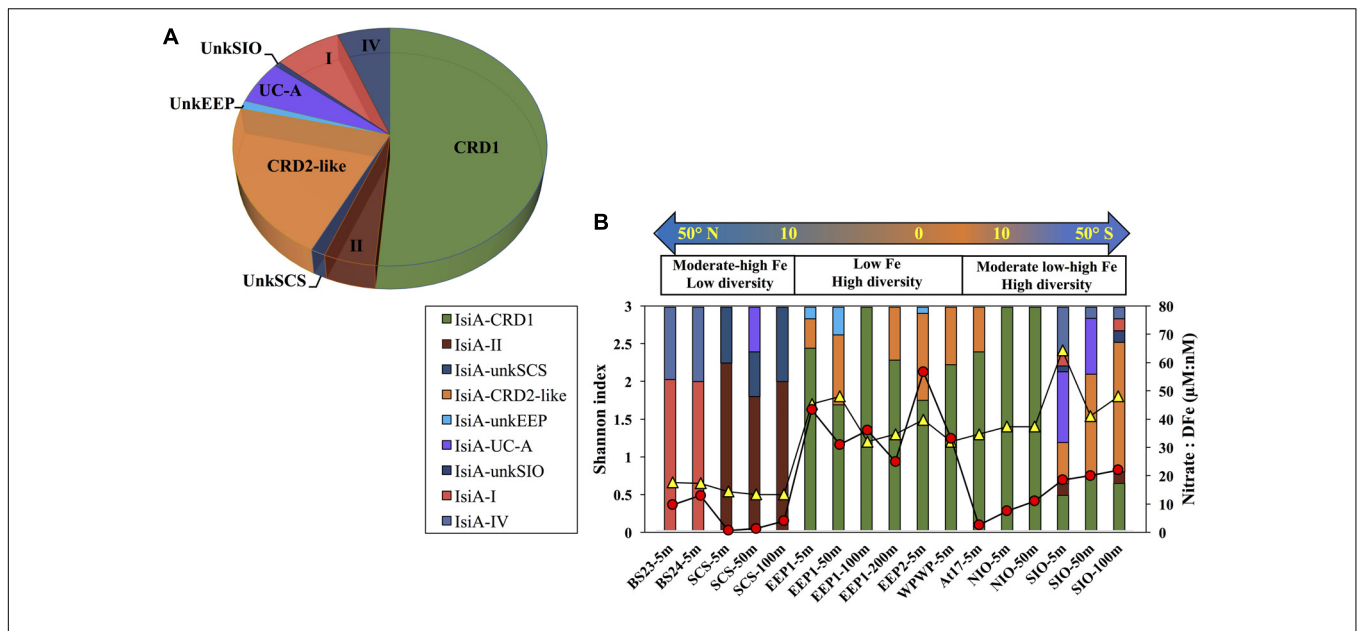 A
UnkSIO
I
IV
UC-A
UnkEEP
CRD1
CRD2-like
II
UnkSCS
B
50° N 10 0 10 50° S
Moderate-high Fe
Low diversity
Low Fe
High diversity
Moderate low-high Fe
High diversity
IsiA-CRD1
IsiA-II
IsiA-unkSCS
IsiA-CRD2-like
IsiA-unkEEP
IsiA-UC-A
IsiA-unkSIO
IsiA-I
IsiA-IV
Shannon index
3
2.5
2
1.5
1
0.5
0
80
70
60
50
40
30
20
10
0
Nitrate : DFe (µM:nM)
BS23-5m
BS24-5m
SCS-5m
SCS-50m
SCS-100m
EEP1-5m
EEP1-50m
EEP1-100m
EEP1-200m
EEP2-5m
WPWP-5m
At17-5m
NIO-5m
NIO-50m
SIO-5m
SIO-50m
SIO-100m